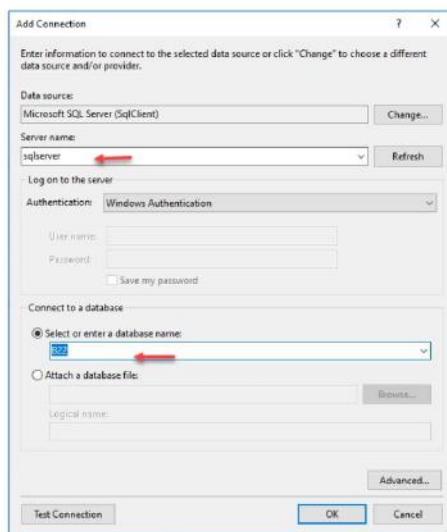 Add Connection
? ×
Enter information to connect to the selected data source or click "Change" to choose a different
data source and/or provider.
Data source:
Microsoft SQL Server (SqlClient)
Change...
Server name:
sqlserver
Refresh
Log on to the server
Authentication:
Windows Authentication
User name:
Password:
Save my password
Connect to a database
Select or enter a database name:
Attach a database file:
Browse...
Logical name:
Advanced...
Test Connection
OK
Cancel